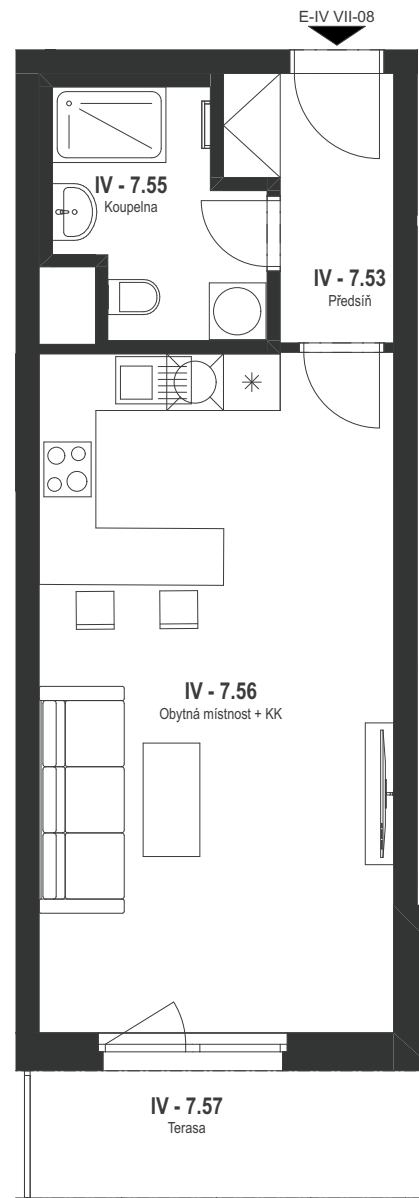 E-IV VII-08
IV - 7.55
Koupelna
IV - 7.53
Předsíň
IV - 7.56
Obytná místnost + KK
IV - 7.57
Terasa